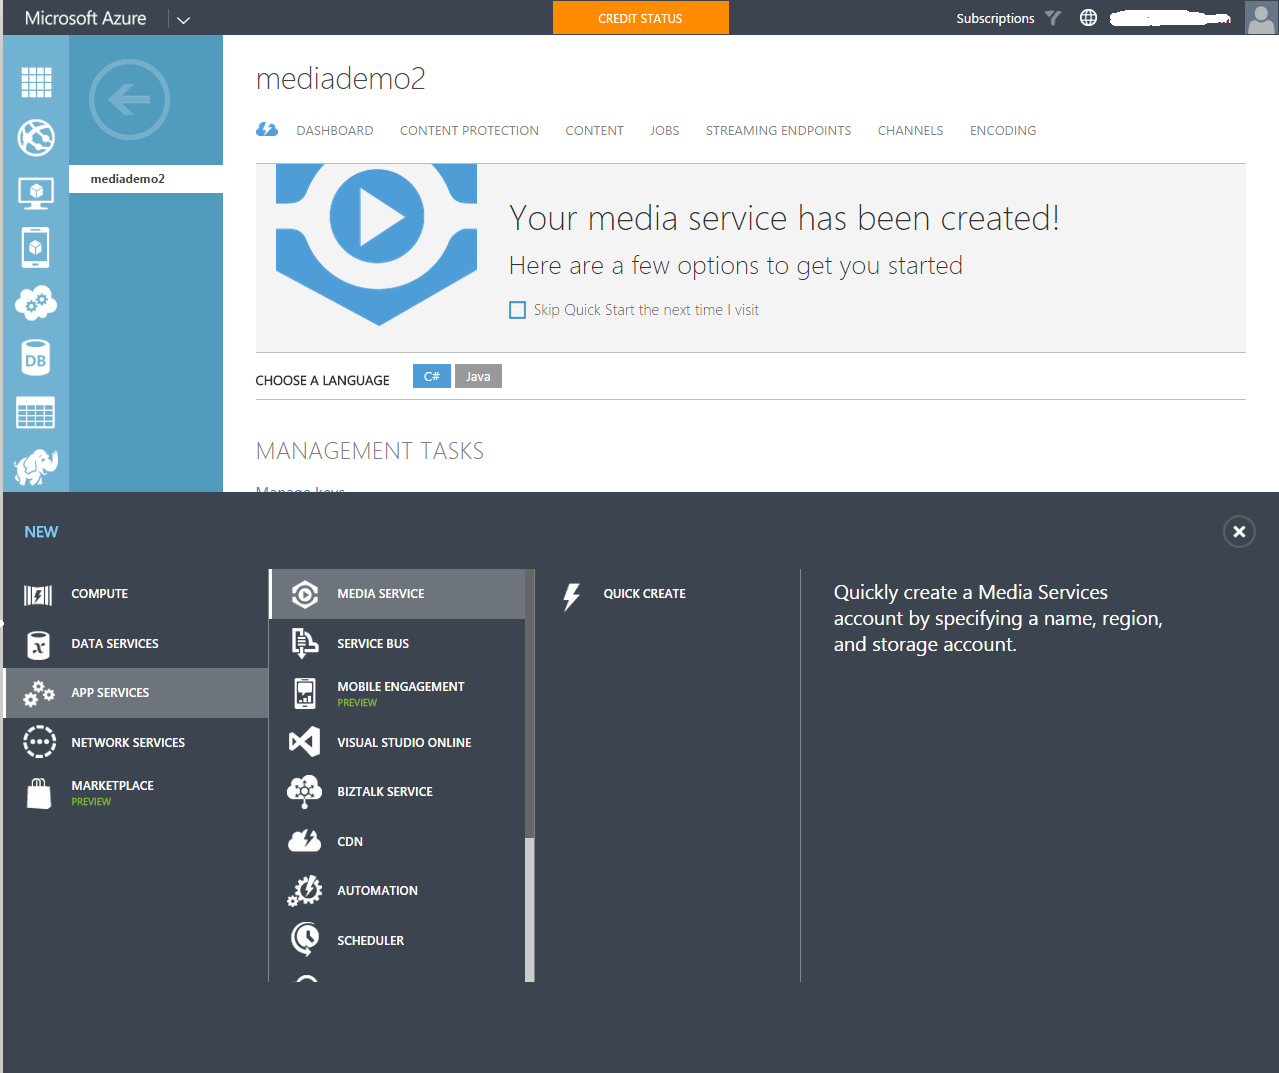 Microsoft Azure
CREDIT STATUS
Subscriptions
mediademo2
mediademo2
DASHBOARD CONTENT PROTECTION CONTENT JOBS STREAMING ENDPOINTS CHANNELS ENCODING
Your media service has been created!
Here are a few options to get you started
Skip Quick Start the next time I visit
CHOOSE A LANGUAGE C# Java
DB
MANAGEMENT TASKS
Manage keys
NEW
COMPUTE
DATA SERVICES
APP SERVICES
NETWORK SERVICES
MARKETPLACE
PREVIEW
MEDIA SERVICE
SERVICE BUS
MOBILE ENGAGEMENT
PREVIEW
VISUAL STUDIO ONLINE
BIZTALK SERVICE
CDN
AUTOMATION
SCHEDULER
QUICK CREATE
Quickly create a Media Services
account by specifying a name, region,
and storage account.